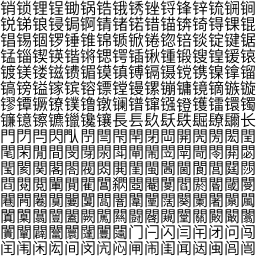 销锁锂锃锄锅锆锇锈锉锊锋锌锍锎锏
锐锑锒锓锔锕锖锗锘错锚锛锜锝锞锟
锠锡锢锣锤锥锦锧锨锩锪锫锬锭键锯
锰锱锲锳锴锵锶锷锸锹锺锻锼锽锾锿
镀镁镂镃镄镅镆镇镈镉镊镋镌镍镎镏
镐镑镒镓镔镕镖镗镘镙镚镛镜镝镞镟
镠镡镢镣镤镥镦镧镨镩镪镫镬镭镮镯
镰镱镲镳镴镵镶長镸镹镺镻镼镽镾长
門閁閂閃閄閅閆閇閈閉閊開閌閍閎閏
閐閑閒間閔閕閖閗閘閙閚閛閜閝閞閟
閠閡関閣閤閥閦閧閨閩閪閫閬閭閮閯
閰閱閲閳閴閵閶閷閸閹閺閻閼閽閾閿
闀闁闂闃闄闅闆闇闈闉闊闋闌闍闎闏
闐闑闒闓闔闕闖闗闘闙闚闛關闝闞闟
闠闡闢闣闤闥闦闧门闩闪闫闬闭问闯
闰闱闲闳间闵闶闷闸闹闺闻闼闽闾闿